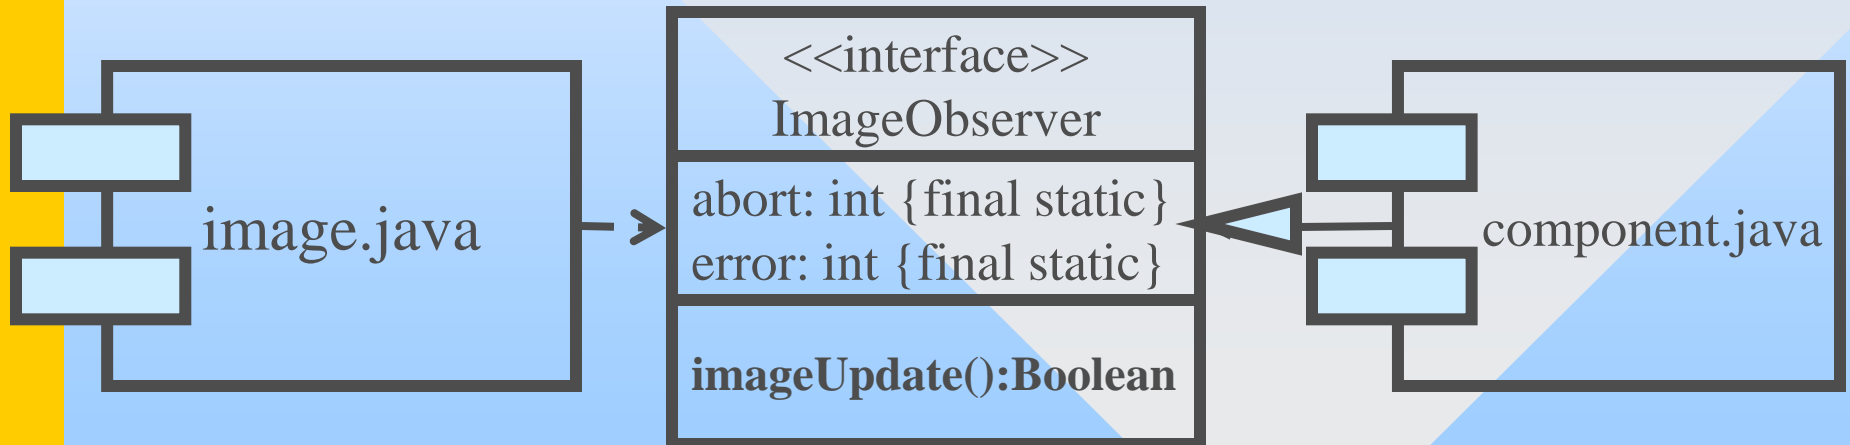 image.java
<<interface>>
ImageObserver
abort: int {final static}
error: int {final static}
imageUpdate():Boolean
component.java